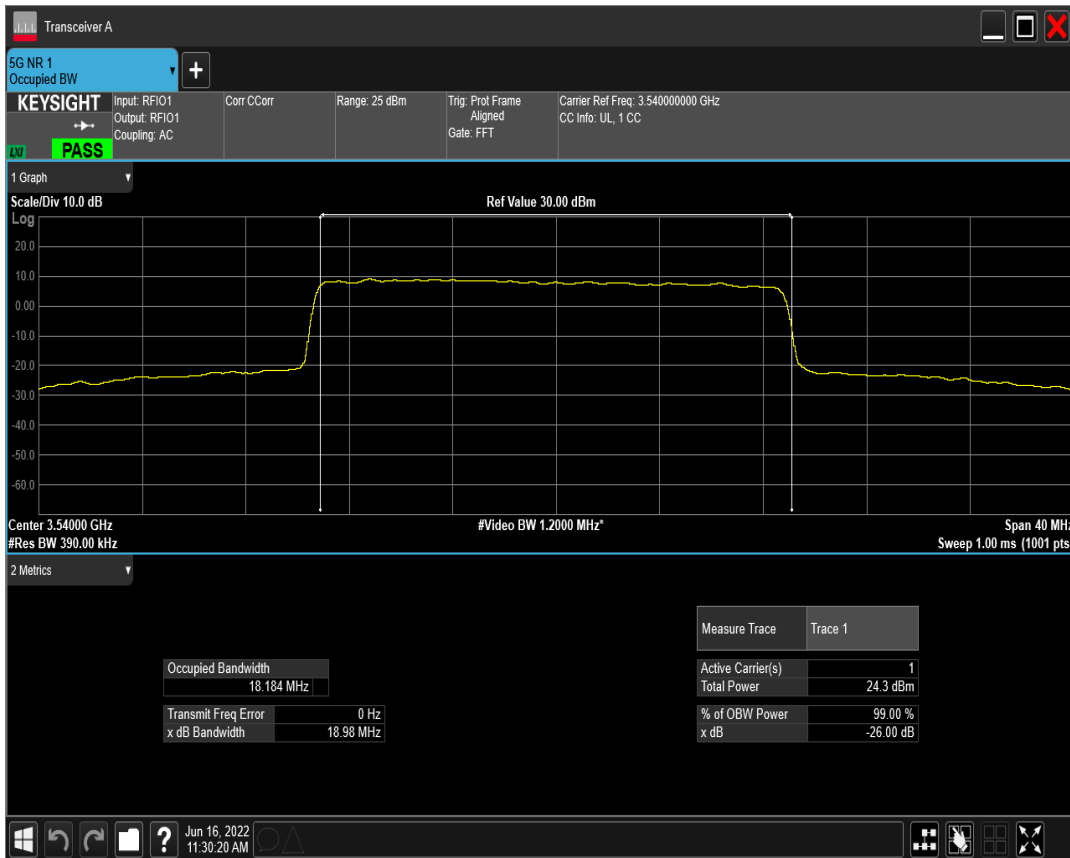 Transceiver A
5G NR 1
Occupied BW
+
KEYSIGHT
LXI
PASS
Input: RFIO1
Output: RFIO1
Coupling: AC
Corr CCorr
Range: 25 dBm
Trig: Prot Frame
Aligned
Gate: FFT
Carrier Ref Freq: 3.540000000 GHz
CC Info: UL, 1 CC
1 Graph
Scale/Div 10.0 dB
Ref Value 30.00 dBm
Log
20.0
10.0
0.00
-10.0
-20.0
-30.0
-40.0
-50.0
-60.0
Center 3.54000 GHz
#Video BW 1.2000 MHz*
Span 40 MHz
#Res BW 390.00 kHz
Sweep 1.00 ms (1001 pts
2 Metrics
Measure Trace Trace 1
Occupied Bandwidth
18.184 MHz
Active Carrier(s) 1
Total Power 24.3 dBm
Transmit Freq Error 0 Hz
x dB Bandwidth 18.98 MHz
% of OBW Power 99.00 %
x dB -26.00 dB
?
Jun 16, 2022
11:30:20 AM